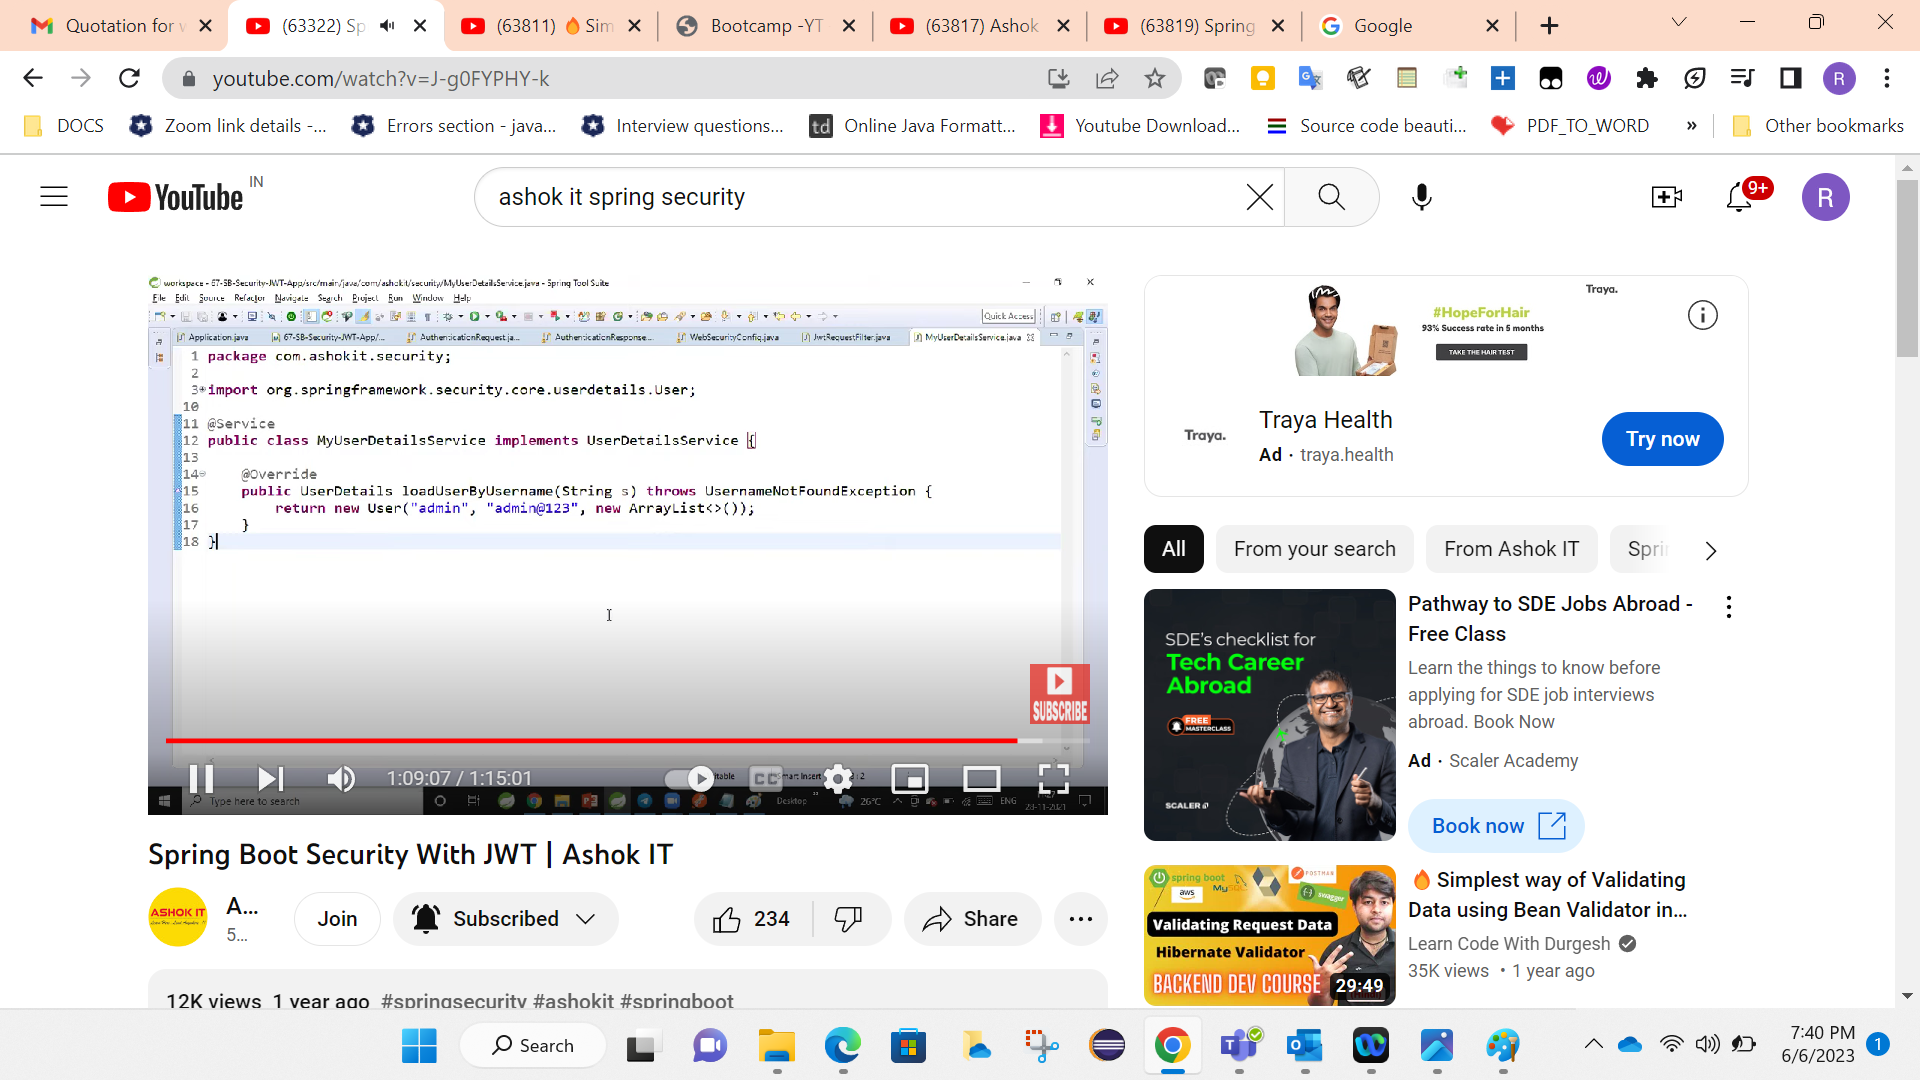 Quotation for
(63322) Sp
(63811) 🔥 Sim
Bootcamp -YT
(63817) Ashok
(63819) Spring
Google
youtube.com/watch?v=J-g0FYPHY-k
R
DOCS
Zoom link details -...
Errors section - java...
Interview questions...
td
Online Java Formatt...
Youtube Download...
Source code beauti...
PDF_TO_WORD
»
Other bookmarks
YouTube IN
ashok it spring security
9+
R
workspace - 67-SB-Security-JWT-App/src/main/java/com/ashokit/security/MyUserDetailsService.java - Spring Tool Suite
File Edit Source Refactor Navigate Search Project Run Window Help
Quick Access
Application.java
67-SB-Security-JWT-App/...
AuthenticationRequest.ja...
AuthenticationResponse....
WebSecurityConfig.java
JwtRequestFilter.java
MyUserDetailsService.java
1 package com.ashokit.security;
2
3 import org.springframework.security.core.userdetails.User;
10
11 @Service
12 public class MyUserDetailsService implements UserDetailsService {
13
14 @Override
15 public UserDetails loadUserByUsername(String s) throws UsernameNotFoundException {
16 return new User("admin", "admin@123", new ArrayList<>());
17 }
18 }
SUBSCRIBE
1:09:07 / 1:15:01
CC
Smart Insert
Type here to search
Desktop
26°C
ENG
28-11-2021
Spring Boot Security With JWT | Ashok IT
ASHOK IT
A...
5...
Join
Subscribed
234
Share
12K views 1 year ago #springsecurity #ashokit #springboot
Traya.
#HopeForHair
93% Success rate in 5 months
TAKE THE HAIR TEST
Traya.
Traya Health
Ad · traya.health
Try now
All
From your search
From Ashok IT
Spri
SDE's checklist for
Tech Career
Abroad
FREE
MASTERCLASS
SCALER
Pathway to SDE Jobs Abroad -
Free Class
Learn the things to know before
applying for SDE job interviews
abroad. Book Now
Ad · Scaler Academy
Book now
spring boot
aws
MySQL
POSTMAN
swagger
Validating Request Data
Hibernate Validator
BACKEND DEV COURSE
29:49
🔥 Simplest way of Validating
Data using Bean Validator in...
Learn Code With Durgesh
35K views • 1 year ago
Search
7:40 PM
6/6/2023
1